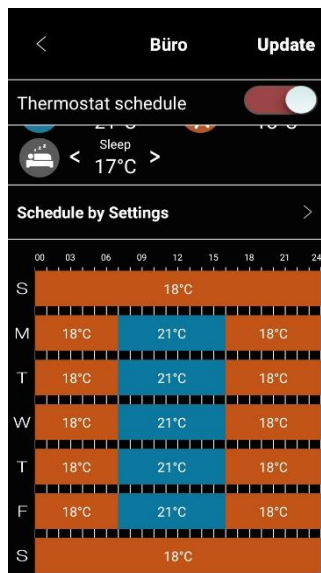 Büro Update
Thermostat schedule
Sleep
< 17°C >
Schedule by Settings >
00 03 06 09 12 15 18 21 24
S 18°C
M 18°C 21°C 18°C
T 18°C 21°C 18°C
W 18°C 21°C 18°C
T 18°C 21°C 18°C
F 18°C 21°C 18°C
S 18°C